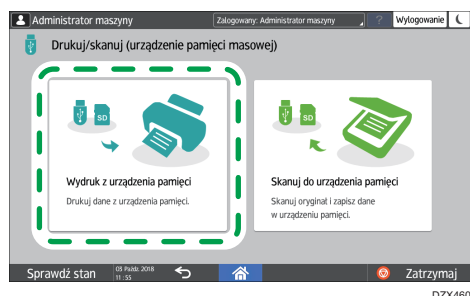 Administrator maszyny
Zalogowany: Administrator maszyny
?
Wylogowanie
Drukuj/skanuj (urządzenie pamięci masowej)
SD
SD
Wydruk z urządzenia pamięci
Drukuj dane z urządzenia pamięci.
Skanuj do urządzenia pamięci
Skanuj oryginał i zapisz dane
w urządzeniu pamięci.
Sprawdź stan
03 Paźdz. 2018
11:55
Zatrzymaj
DZX460